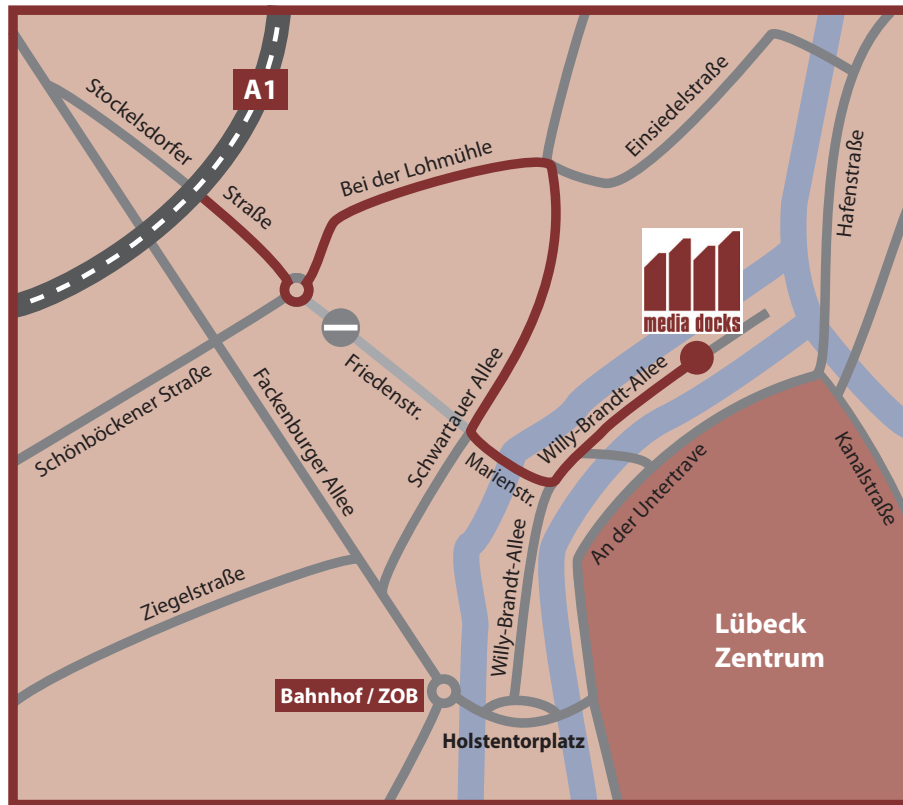 A1
Stockelsdorfer
Straße
Bei der Lohmühle
Einsiedelstraße
Hafenstraße
media docks
Schönböckener Straße
Fackenburger Allee
Friedenstr.
Schwartauer Allee
Marienstr.
Willy-Brandt-Allee
Willy-Brandt-Allee
An der Untertrave
Kanalstraße
Ziegelstraße
Lübeck
Zentrum
Bahnhof / ZOB
Holstentorplatz